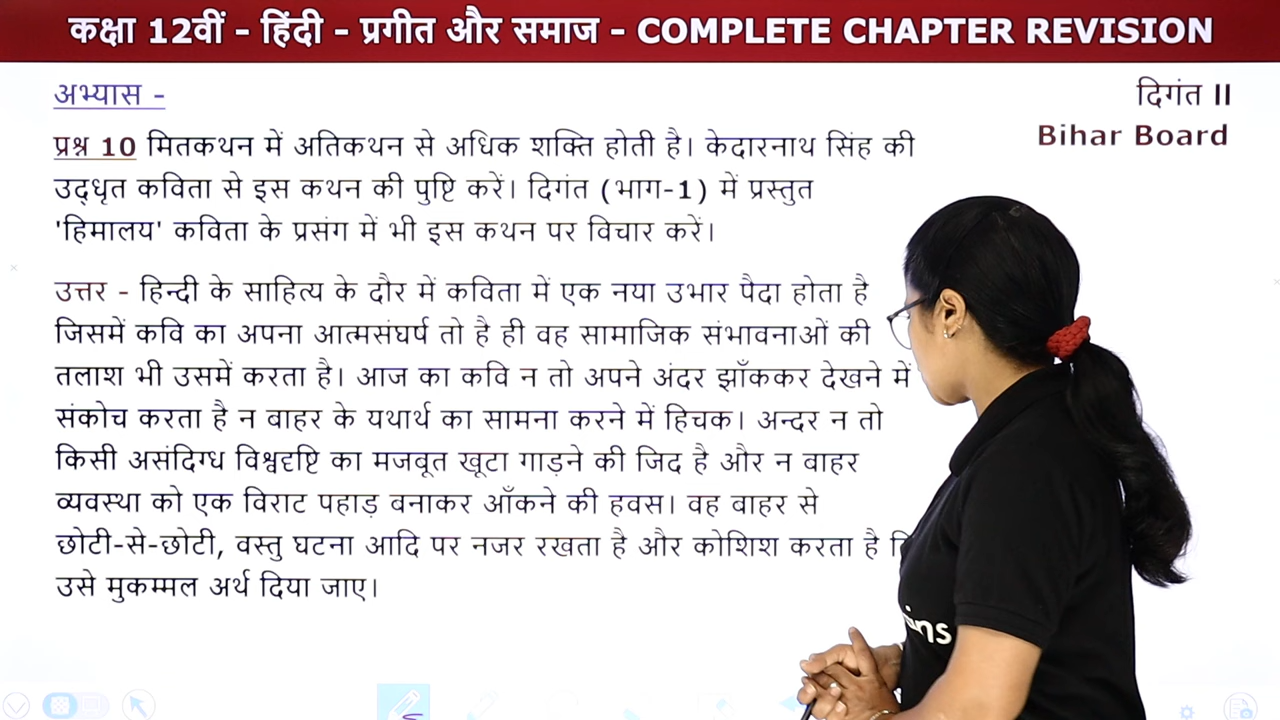 कक्षा 12वीं - हिंदी - प्रगीत और समाज - COMPLETE CHAPTER REVISION
अभ्यास -
दिगंत II
Bihar Board
प्रश्न 10 मितकथन में अतिकथन से अधिक शक्ति होती है। केदारनाथ सिंह की
उद्धृत कविता से इस कथन की पुष्टि करें। दिगंत (भाग-1) में प्रस्तुत
'हिमालय' कविता के प्रसंग में भी इस कथन पर विचार करें।
उत्तर - हिन्दी के साहित्य के दौर में कविता में एक नया उभार पैदा होता है
जिसमें कवि का अपना आत्मसंघर्ष तो है ही वह सामाजिक संभावनाओं की
तलाश भी उसमें करता है। आज का कवि न तो अपने अंदर झाँककर देखने में
संकोच करता है न बाहर के यथार्थ का सामना करने में हिचक। अन्दर न तो
किसी असंदिग्ध विश्वदृष्टि का मजबूत खूटा गाड़ने की जिद है और न बाहर
व्यवस्था को एक विराट पहाड़ बनाकर आँकने की हवस। वह बाहर से
छोटी-से-छोटी, वस्तु घटना आदि पर नजर रखता है और कोशिश करता है
उसे मुकम्मल अर्थ दिया जाए।